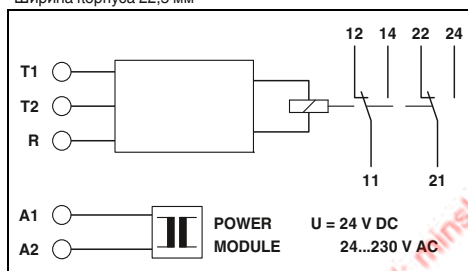 Ширина корпуса 22,5 мм
12 14 22 24
T1
T2
R
11 21
A1
A2
POWER MODULE
U = 24 V DC
24...230 V AC